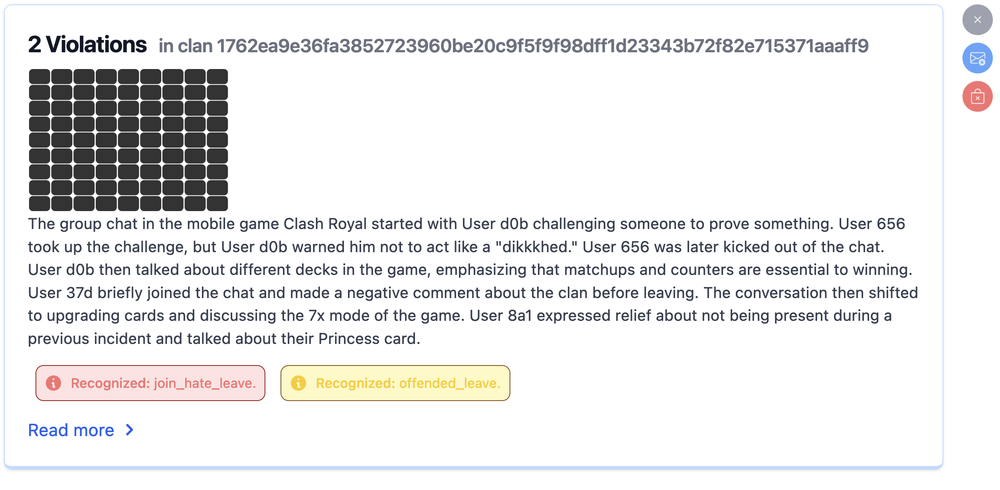 2 Violations in clan 1762ea9e36fa3852723960be20c9f5f9f98dff1d23343b72f82e715371aaaff9
The group chat in the mobile game Clash Royal started with User d0b challenging someone to prove something. User 656
took up the challenge, but User d0b warned him not to act like a "dikkkhed." User 656 was later kicked out of the chat.
User d0b then talked about different decks in the game, emphasizing that matchups and counters are essential to winning.
User 37d briefly joined the chat and made a negative comment about the clan before leaving. The conversation then shifted
to upgrading cards and discussing the 7x mode of the game. User 8a1 expressed relief about not being present during a
previous incident and talked about their Princess card.
Recognized: join_hate_leave. Recognized: offended_leave.
Read more